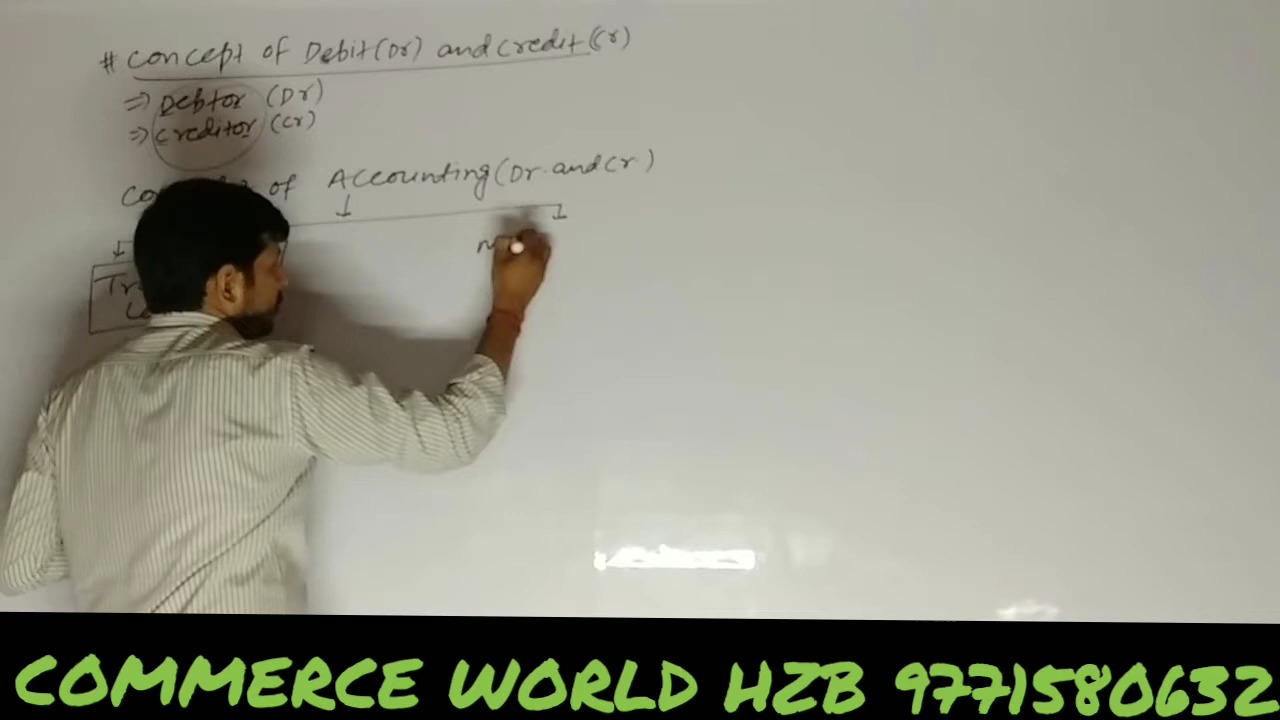 # Concept of Debit(Dr) and Credit(Cr)
⇒ Debtor (Dr)
⇒ Creditor (Cr)
of Accounting (Dr. and Cr.)
COMMERCE WORLD HZB 9771580632